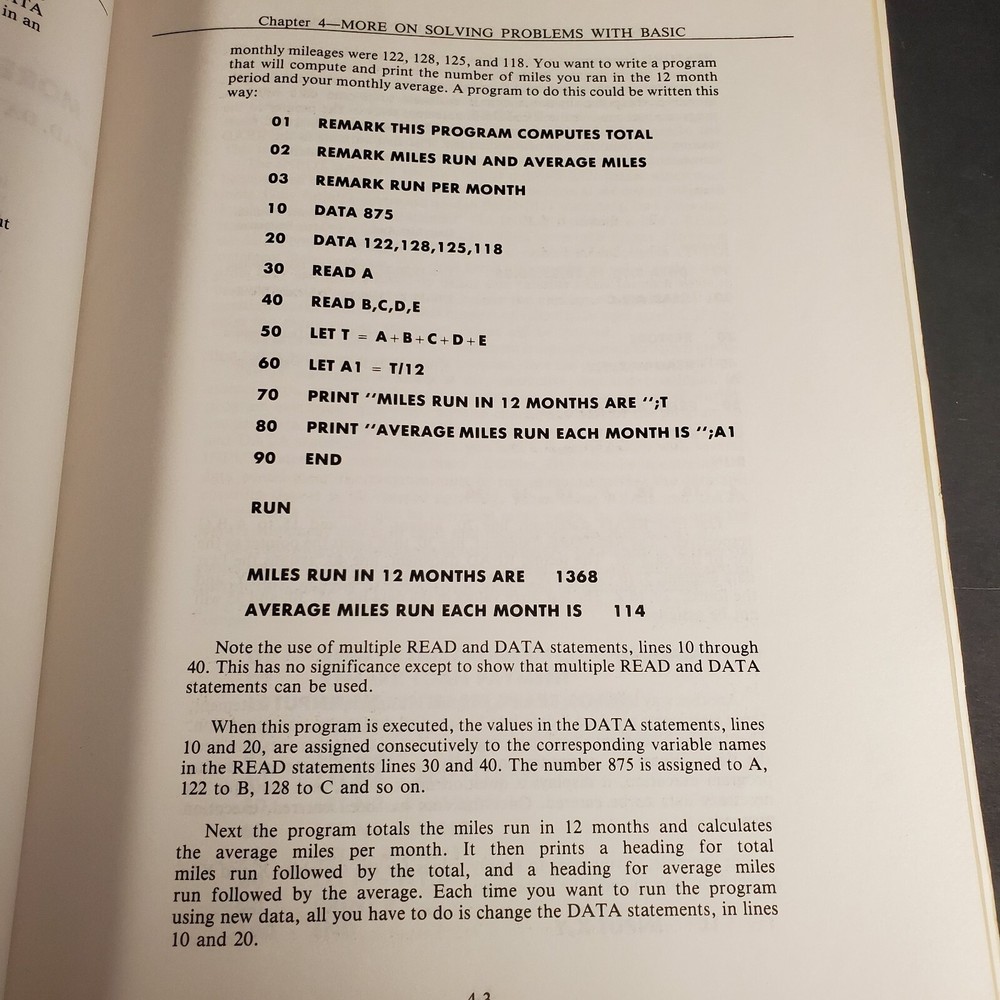 TA
in an
Chapter 4—MORE ON SOLVING PROBLEMS WITH BASIC
monthly mileages were 122, 128, 125, and 118. You want to write a program
that will compute and print the number of miles you ran in the 12 month
period and your monthly average. A program to do this could be written this
way:
01 REMARK THIS PROGRAM COMPUTES TOTAL
02 REMARK MILES RUN AND AVERAGE MILES
03 REMARK RUN PER MONTH
10 DATA 875
20 DATA 122,128,125,118
30 READ A
40 READ B,C,D,E
50 LET T = A+B+C+D+E
60 LET A1 = T/12
70 PRINT “MILES RUN IN 12 MONTHS ARE “;T
80 PRINT “AVERAGE MILES RUN EACH MONTH IS “;A1
90 END
RUN
MILES RUN IN 12 MONTHS ARE 1368
AVERAGE MILES RUN EACH MONTH IS 114
Note the use of multiple READ and DATA statements, lines 10 through
40. This has no significance except to show that multiple READ and DATA
statements can be used.
When this program is executed, the values in the DATA statements, lines
10 and 20, are assigned consecutively to the corresponding variable names
in the READ statements lines 30 and 40. The number 875 is assigned to A,
122 to B, 128 to C and so on.
Next the program totals the miles run in 12 months and calculates
the average miles per month. It then prints a heading for total
miles run followed by the total, and a heading for average miles
run followed by the average. Each time you want to run the program
using new data, all you have to do is change the DATA statements, in lines
10 and 20.
4-3